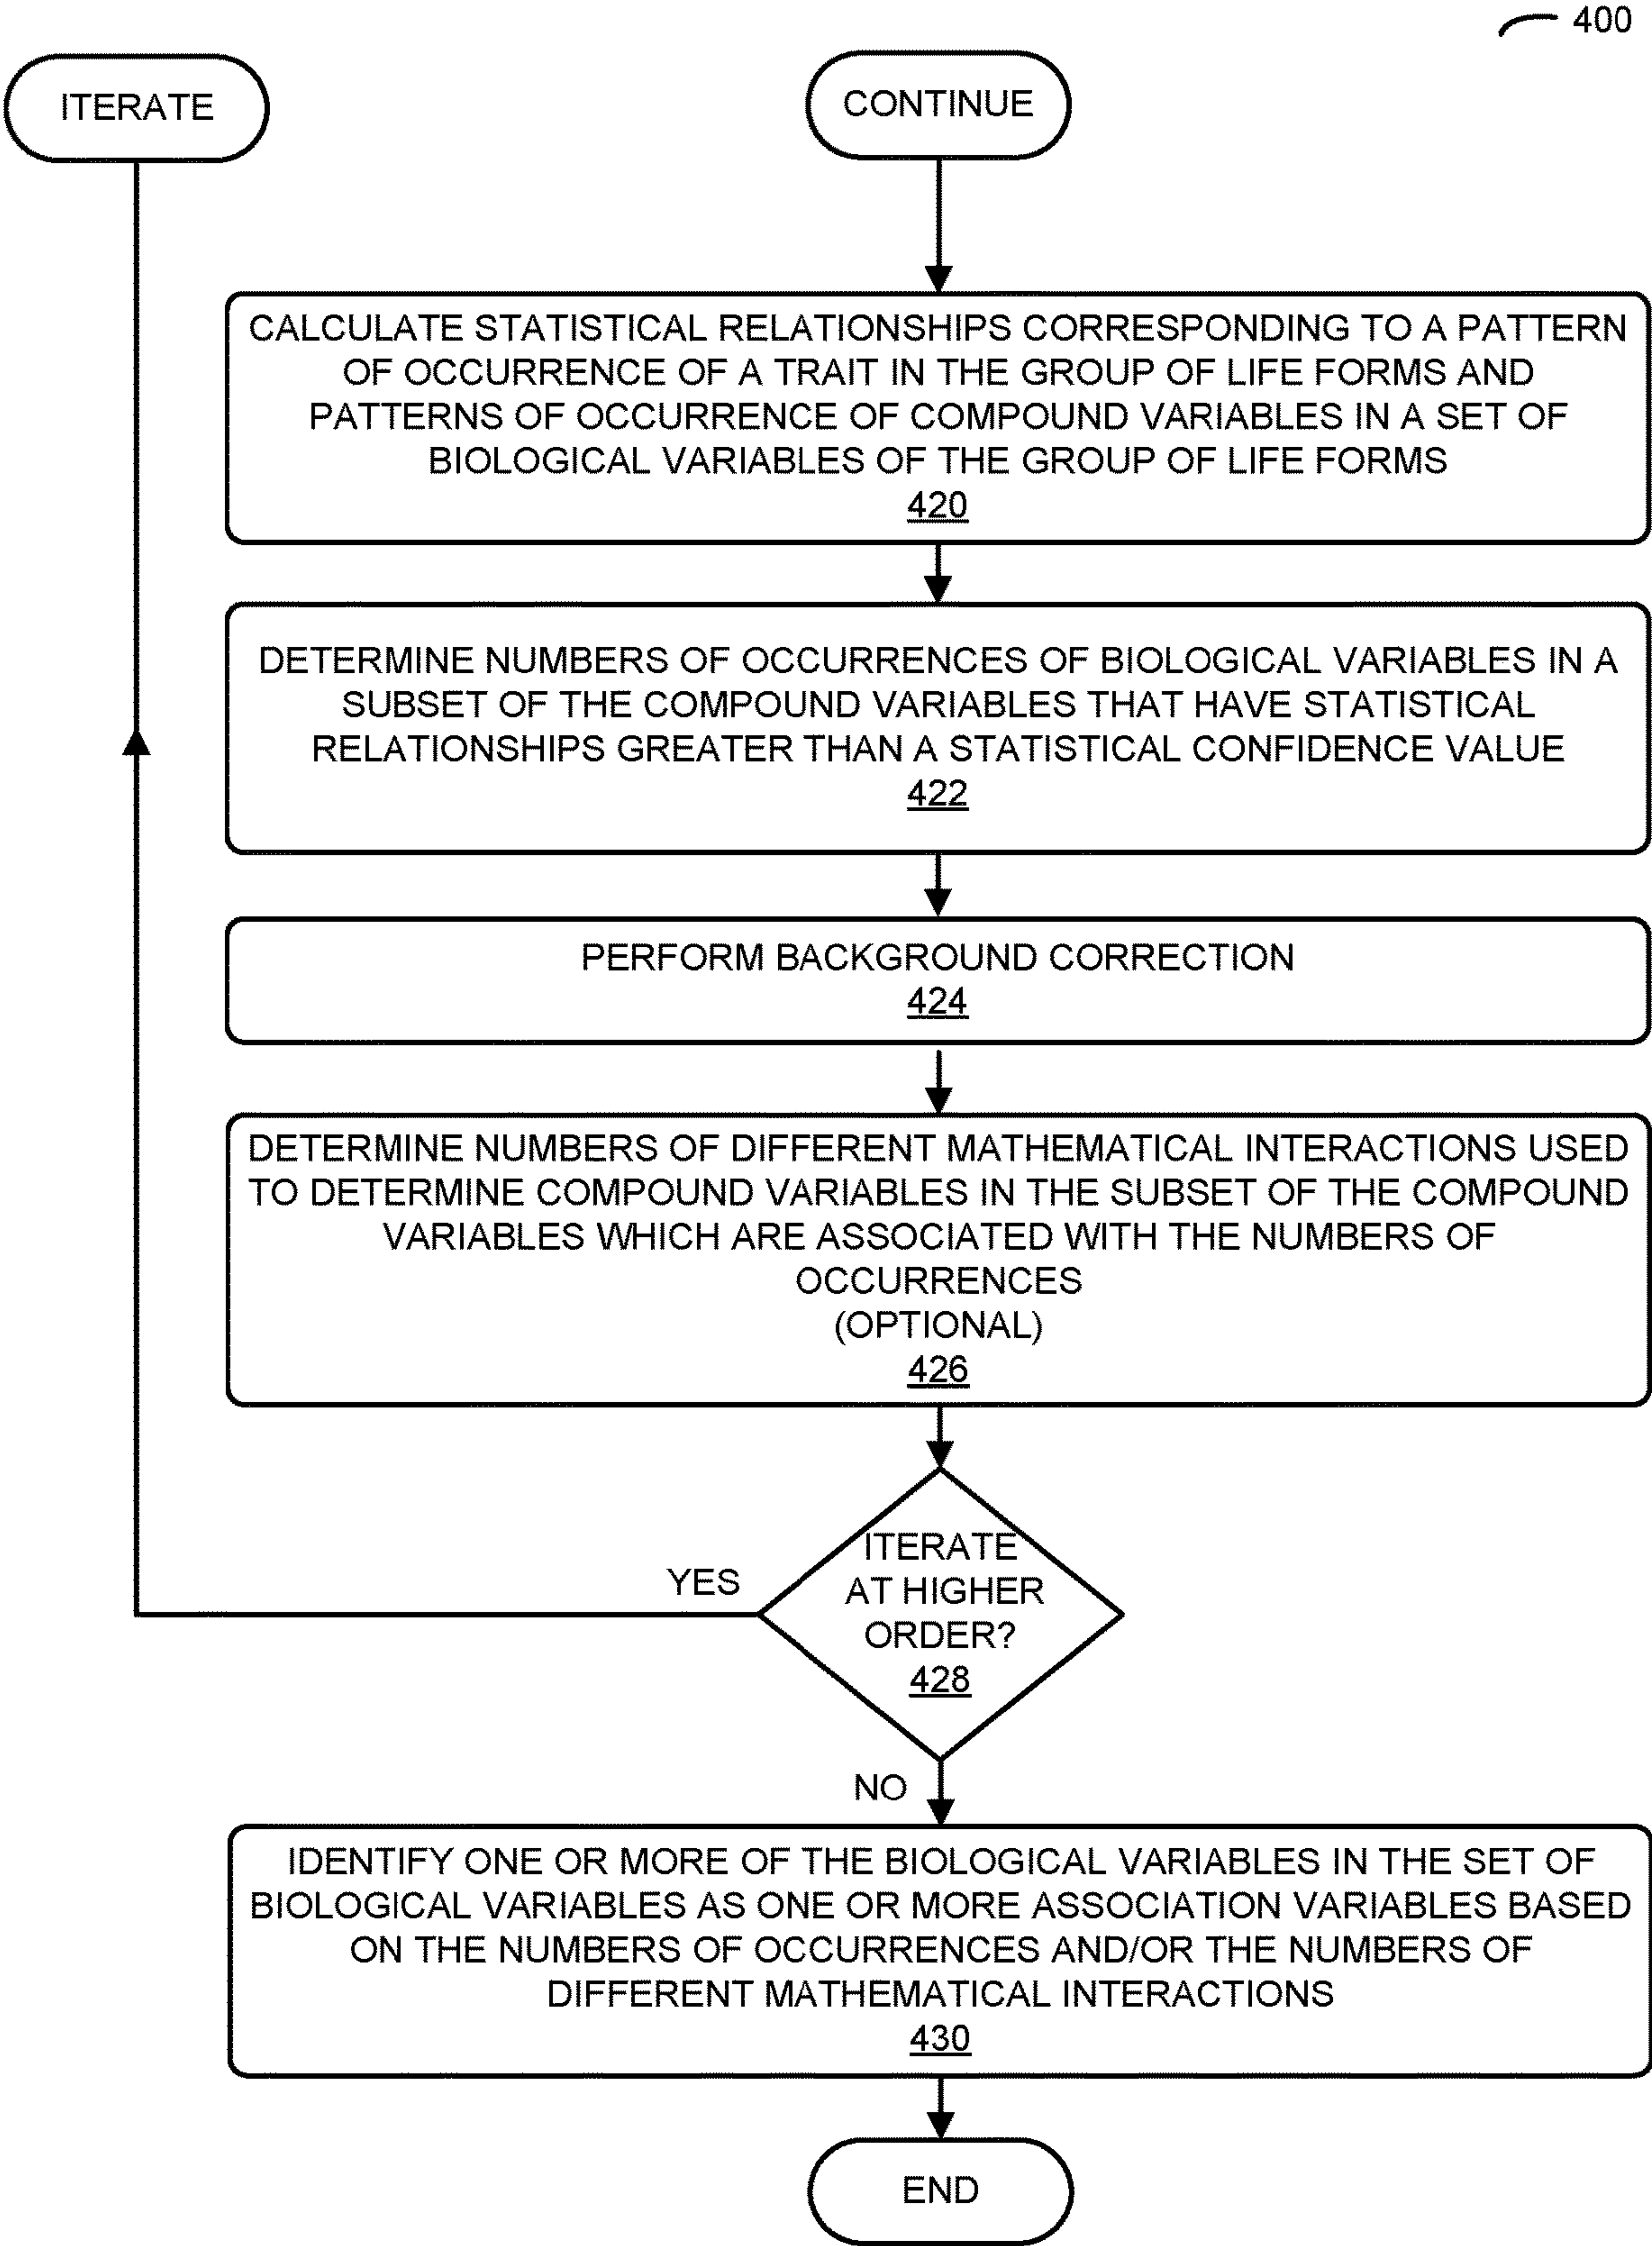 400
ITERATE
CONTINUE
CALCULATE STATISTICAL RELATIONSHIPS CORRESPONDING TO A PATTERN
OF OCCURRENCE OF A TRAIT IN THE GROUP OF LIFE FORMS AND
PATTERNS OF OCCURRENCE OF COMPOUND VARIABLES IN A SET OF
BIOLOGICAL VARIABLES OF THE GROUP OF LIFE FORMS
420
DETERMINE NUMBERS OF OCCURRENCES OF BIOLOGICAL VARIABLES IN A
SUBSET OF THE COMPOUND VARIABLES THAT HAVE STATISTICAL
RELATIONSHIPS GREATER THAN A STATISTICAL CONFIDENCE VALUE
422
PERFORM BACKGROUND CORRECTION
424
DETERMINE NUMBERS OF DIFFERENT MATHEMATICAL INTERACTIONS USED
TO DETERMINE COMPOUND VARIABLES IN THE SUBSET OF THE COMPOUND
VARIABLES WHICH ARE ASSOCIATED WITH THE NUMBERS OF
OCCURRENCES
(OPTIONAL)
426
ITERATE
AT HIGHER
ORDER?
428
YES
NO
IDENTIFY ONE OR MORE OF THE BIOLOGICAL VARIABLES IN THE SET OF
BIOLOGICAL VARIABLES AS ONE OR MORE ASSOCIATION VARIABLES BASED
ON THE NUMBERS OF OCCURRENCES AND/OR THE NUMBERS OF
DIFFERENT MATHEMATICAL INTERACTIONS
430
END